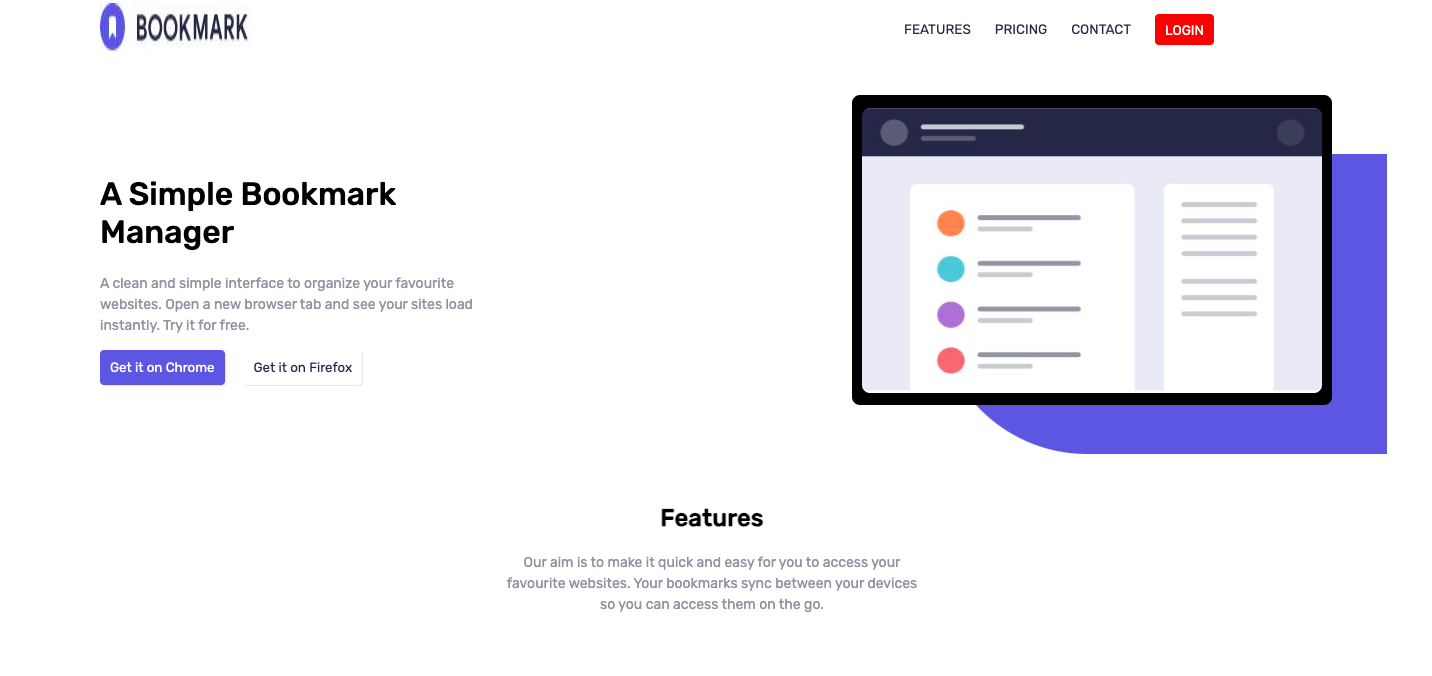 BOOKMARK
FEATURES PRICING CONTACT LOGIN
A Simple Bookmark
Manager
A clean and simple interface to organize your favourite
websites. Open a new browser tab and see your sites load
instantly. Try it for free.
Get it on Chrome Get it on Firefox
Features
Our aim is to make it quick and easy for you to access your
favourite websites. Your bookmarks sync between your devices
so you can access them on the go.